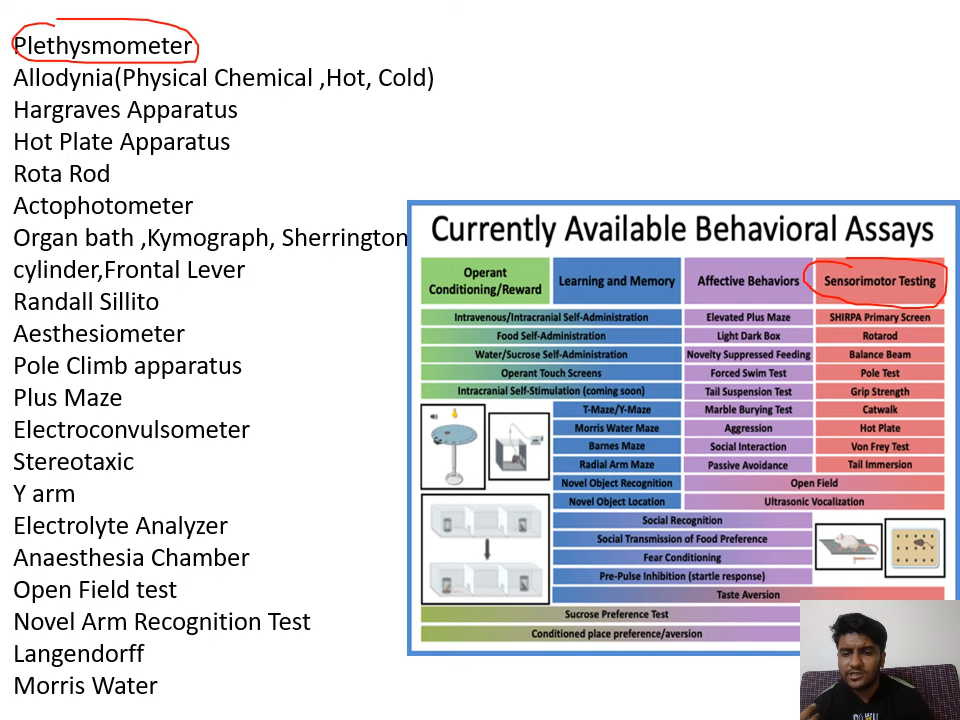 Plethysmometer
Allodynia(Physical Chemical ,Hot, Cold)
Hargraves Apparatus
Hot Plate Apparatus
Rota Rod
Actophotometer
Organ bath ,Kymograph, Sherrington
cylinder,Frontal Lever
Randall Sillito
Aesthesiometer
Pole Climb apparatus
Plus Maze
Electroconvulsometer
Stereotaxic
Y arm
Electrolyte Analyzer
Anaesthesia Chamber
Open Field test
Novel Arm Recognition Test
Langendorff
Morris Water
Currently Available Behavioral Assays
Operant
Conditioning/Reward
Learning and Memory
Affective Behaviors
Sensorimotor Testing
Intravenous/Intracranial Self-Administration
Elevated Plus Maze
SHIRPA Primary Screen
Food Self-Administration
Light Dark Box
Rotarod
Water/Sucrose Self-Administration
Novelty Suppressed Feeding
Balance Beam
Operant Touch Screens
Forced Swim Test
Pole Test
Intracranial Self-Stimulation (coming soon)
Tail Suspension Test
Grip Strength
T-Maze/Y-Maze
Marble Burying Test
Catwalk
Morris Water Maze
Aggression
Hot Plate
Barnes Maze
Social Interaction
Von Frey Test
Radial Arm Maze
Passive Avoidance
Tail Immersion
Novel Object Recognition
Open Field
Novel Object Location
Ultrasonic Vocalization
Social Recognition
Social Transmission of Food Preference
Fear Conditioning
Pre-Pulse Inhibition (startle response)
Taste Aversion
Sucrose Preference Test
Conditioned place preference/aversion